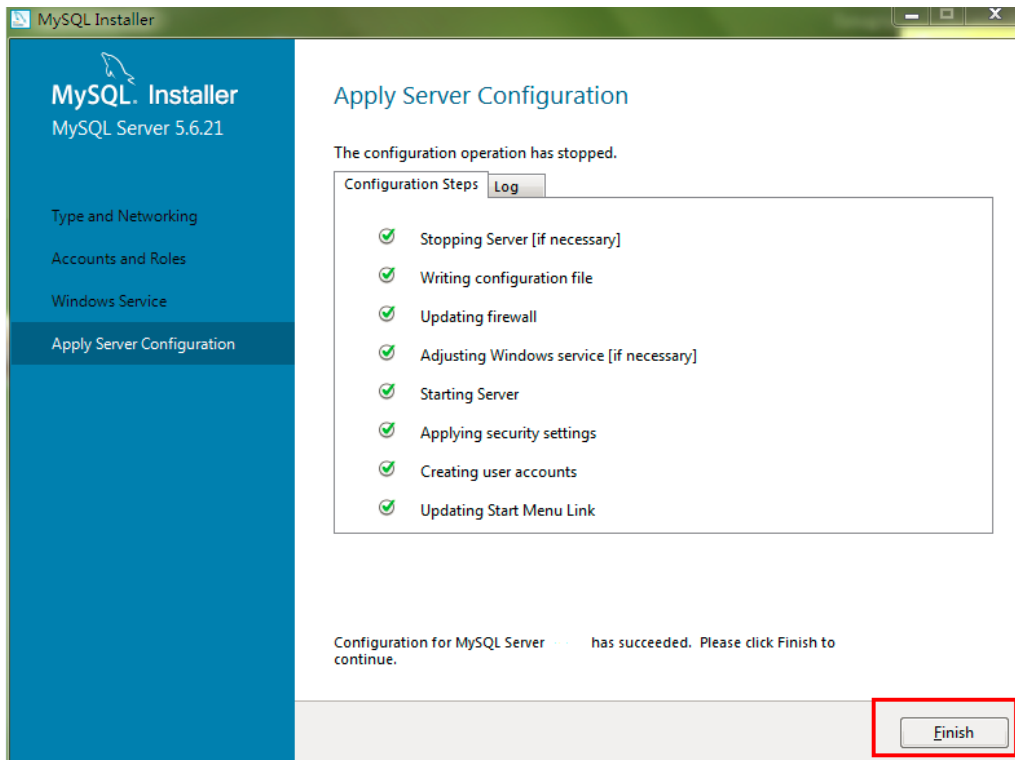 MySQL Installer
MySQL. Installer
MySQL Server 5.6.21
Type and Networking
Accounts and Roles
Windows Service
Apply Server Configuration
Apply Server Configuration
The configuration operation has stopped.
Configuration Steps
Log
Stopping Server [if necessary]
Writing configuration file
Updating firewall
Adjusting Windows service [if necessary]
Starting Server
Applying security settings
Creating user accounts
Updating Start Menu Link
Configuration for MySQL Server has succeeded. Please click Finish to
continue.
Finish